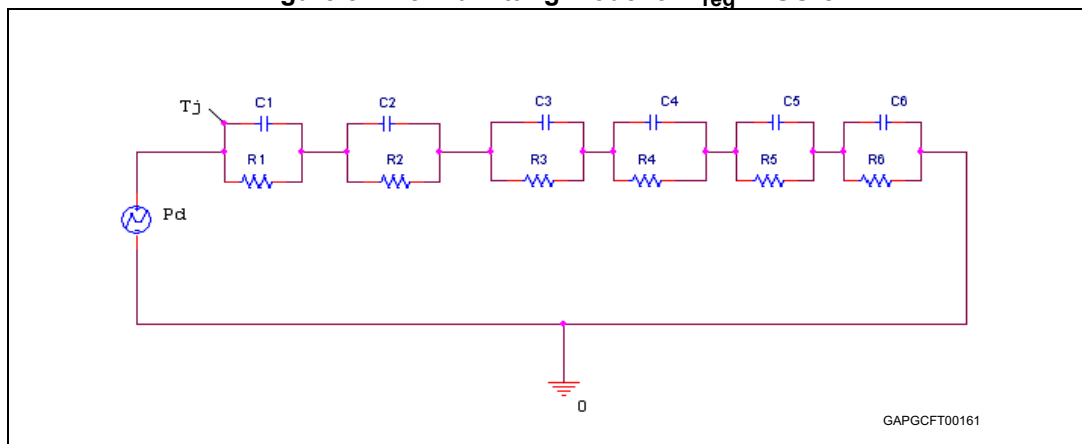 C1 C2 C3 C4 C5 C6
Tj
R1 R2 R3 R4 R5 R6
Pd
0
GAPGCFT00161